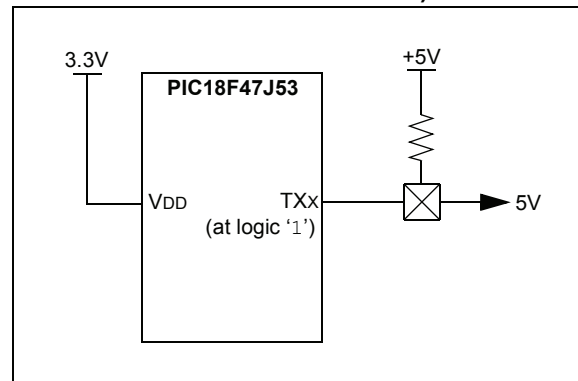 3.3V
+5V
PIC18F47J53
VDD
TXX
(at logic ‘1’)
5V